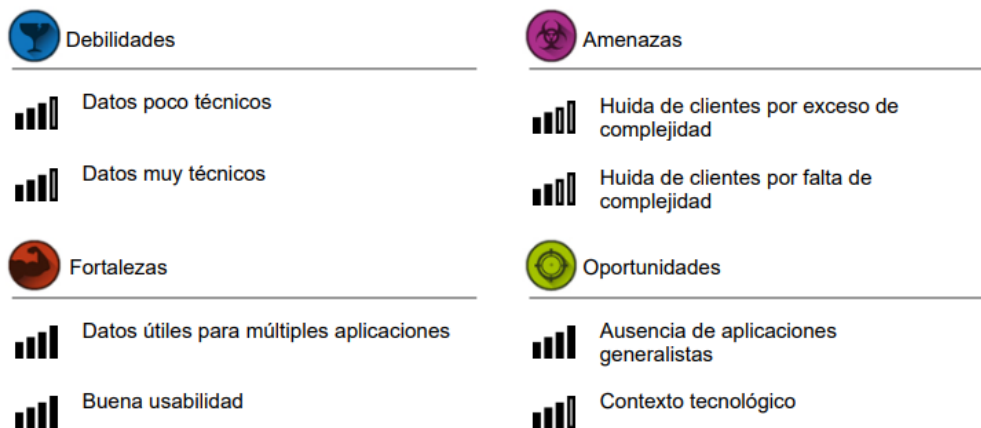 Debilidades
Datos poco técnicos
Datos muy técnicos
Amenazas
Huida de clientes por exceso de
complejidad
Huida de clientes por falta de
complejidad
Fortalezas
Datos útiles para múltiples aplicaciones
Buena usabilidad
Oportunidades
Ausencia de aplicaciones
generalistas
Contexto tecnológico